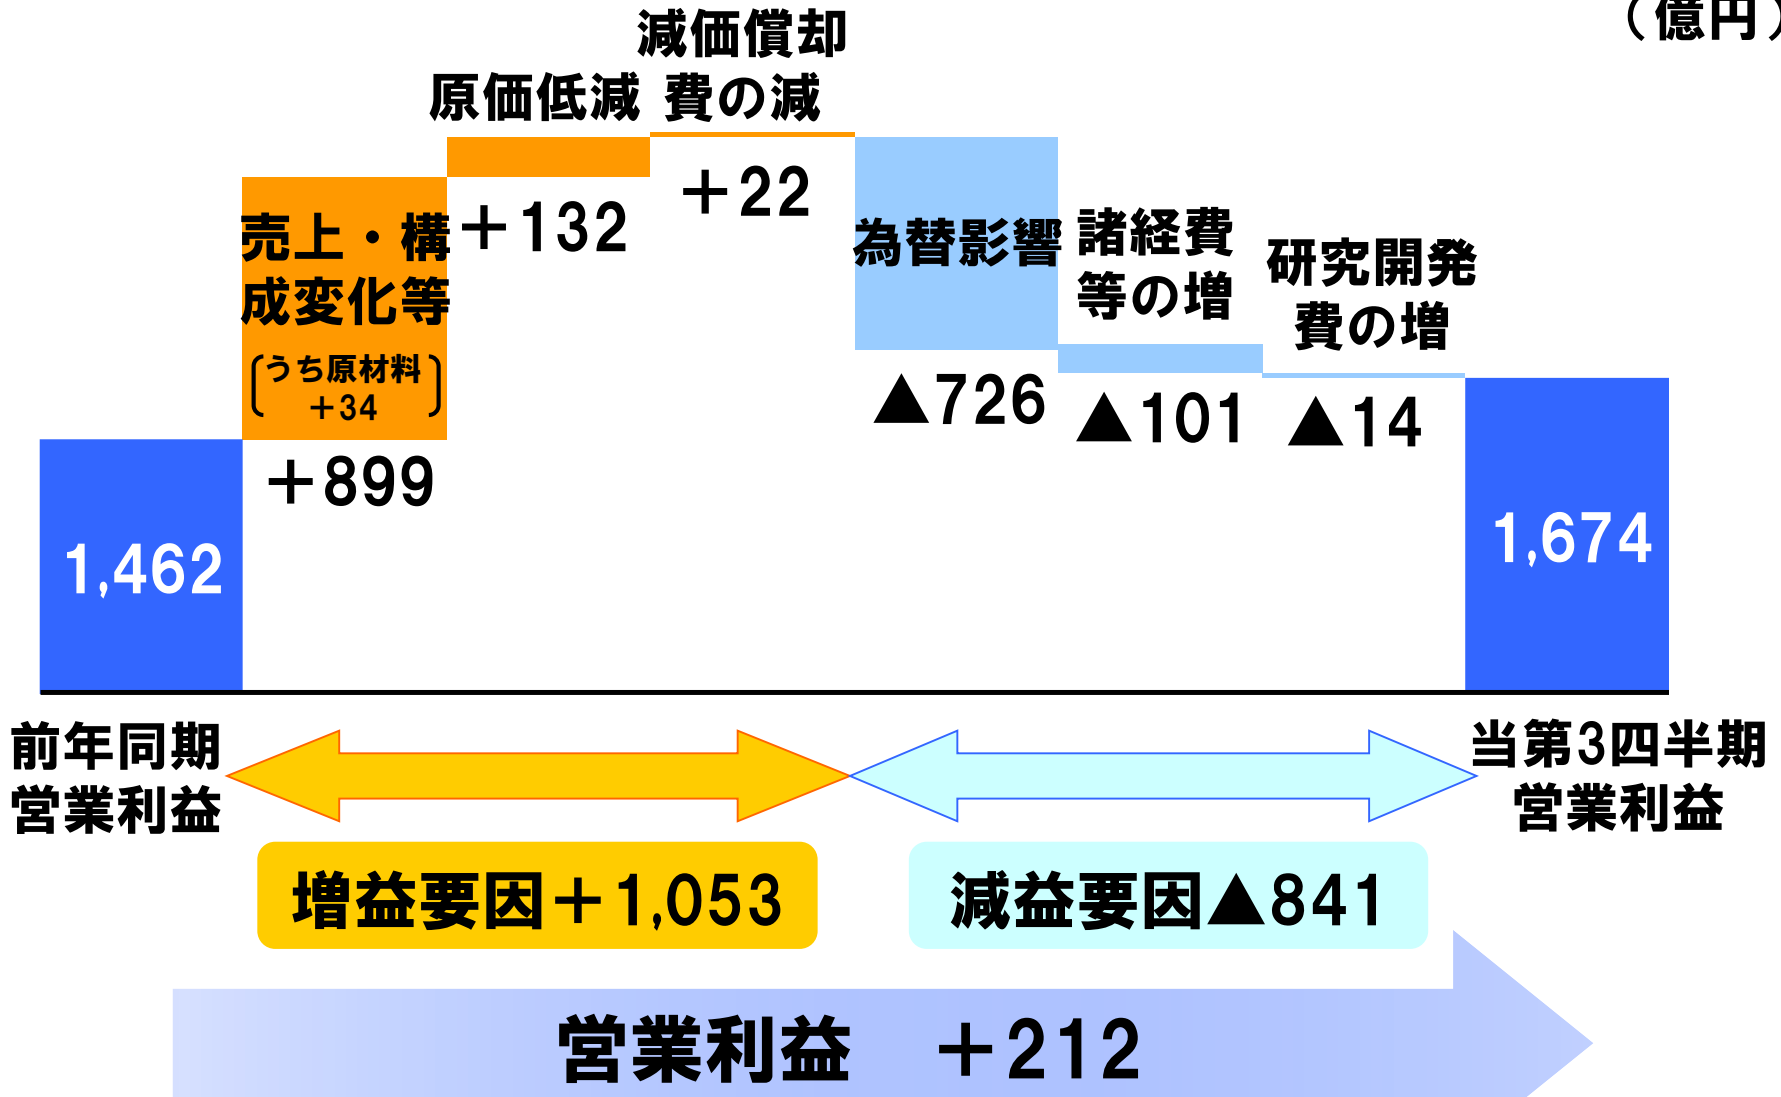 （億円）
減価償却
費の減
原価低減
+22
+132
売上・構
成変化等
うち原材料
+34
+899
為替影響
▲726
諸経費
等の増
▲101
研究開発
費の増
▲14
1,462
1,674
前年同期
営業利益
当第3四半期
営業利益
増益要因+1,053
減益要因▲841
営業利益　+212